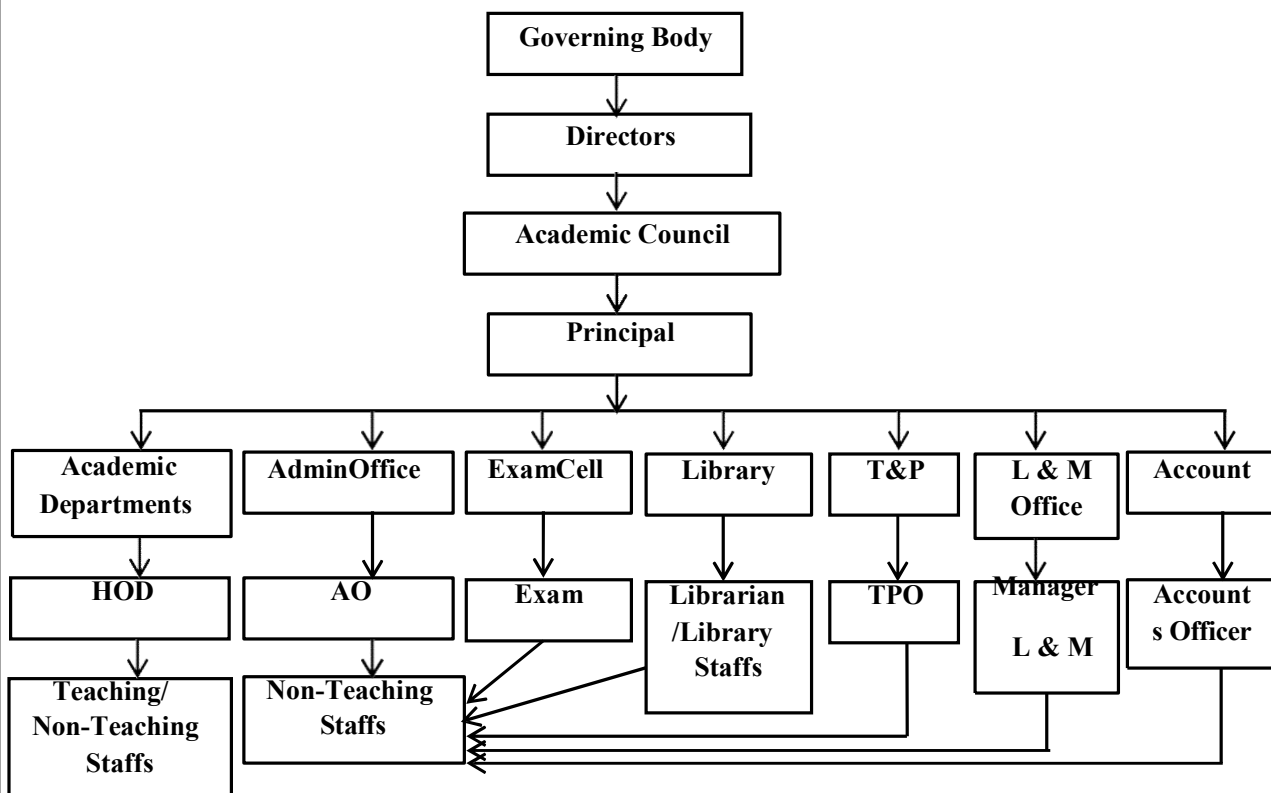 Governing Body
Directors
Academic Council
Principal
Academic
Departments
AdminOffice
ExamCell
Library
T&P
L & M
Office
Account
HOD
AO
Exam
Librarian
/Library
Staffs
TPO
Manager
L & M
Account
s Officer
Teaching/
Non-Teaching
Staffs
Non-Teaching
Staffs